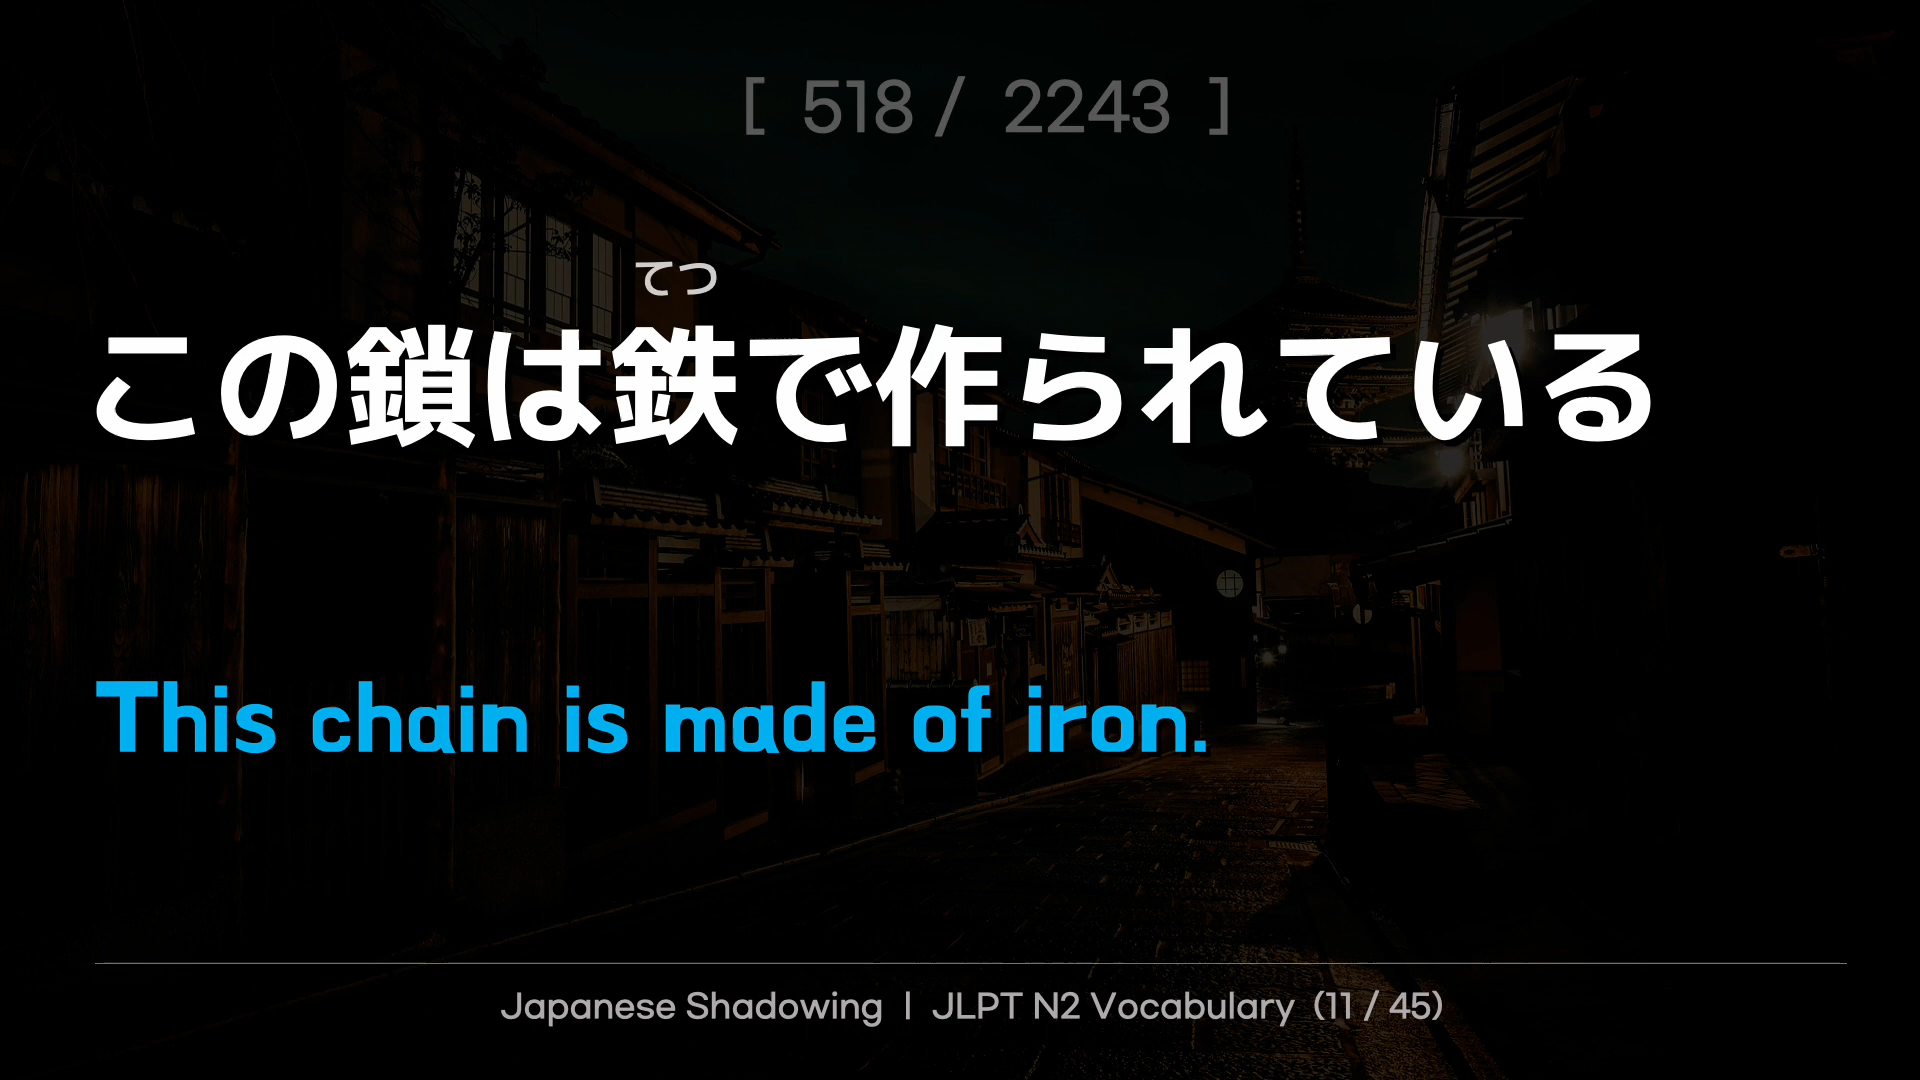 [ 518 / 2243 ]
てつ
この鎖は鉄で作られている
This chain is made of iron.
Japanese Shadowing | JLPT N2 Vocabulary (11 / 45)